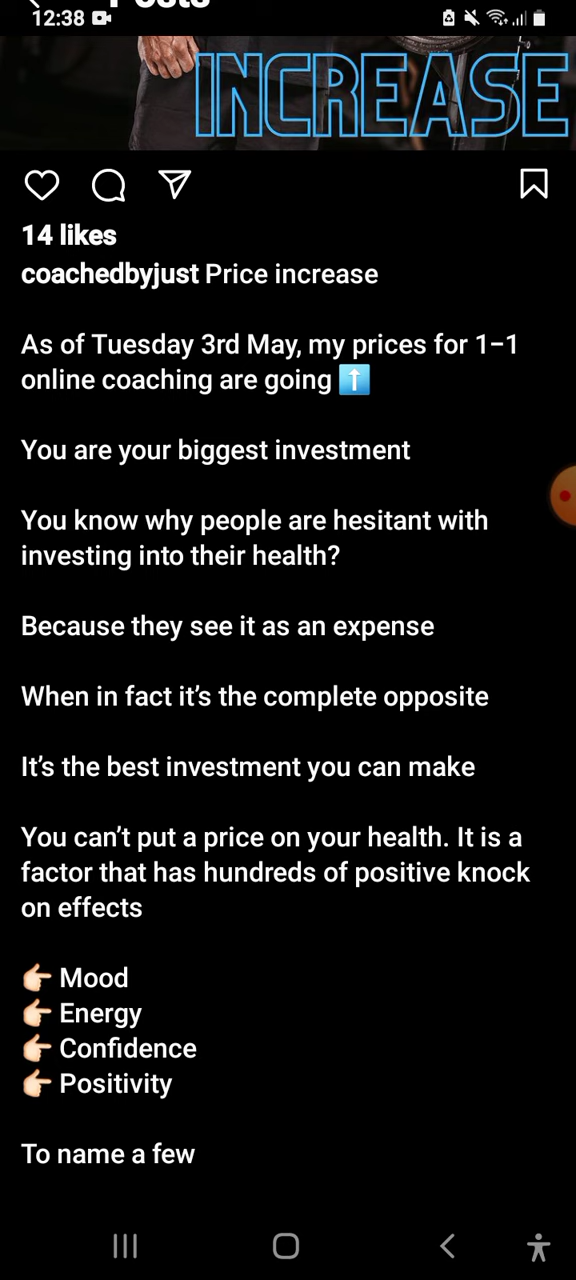 Posts
12:38
INCREASE
14 likes
coachedbyjust Price increase
As of Tuesday 3rd May, my prices for 1-1
online coaching are going ⬆️
You are your biggest investment
You know why people are hesitant with
investing into their health?
Because they see it as an expense
When in fact it's the complete opposite
It's the best investment you can make
You can't put a price on your health. It is a
factor that has hundreds of positive knock
on effects
👉🏻 Mood
👉🏻 Energy
👉🏻 Confidence
👉🏻 Positivity
To name a few